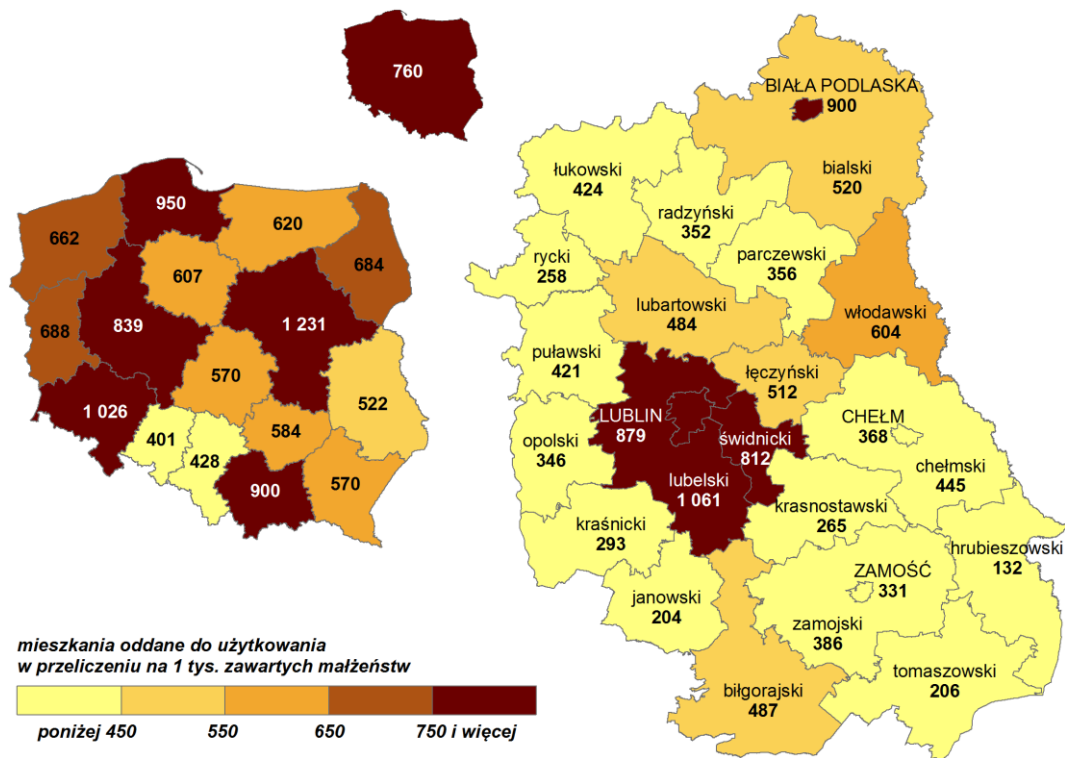 760
950
662
620
684
607
688
839
1 231
570
522
1 026
401
428
584
900
570
BIAŁA PODLASKA
900
bialski
520
łukowski
424
radzyński
352
parczewski
356
rycki
258
lubartowski
484
włodawski
604
puławski
421
łęczyński
512
LUBLIN
879
świdnicki
812
CHEŁM
368
opolski
346
lubelski
1 061
chełmski
445
krasnostawski
265
kraśnicki
293
hrubieszowski
132
ZAMOŚĆ
331
janowski
204
zamojski
386
tomaszowski
206
biłgorajski
487
mieszkania oddane do użytkowania
w przeliczeniu na 1 tys. zawartych małżeństw
poniżej 450 550 650 750 i więcej